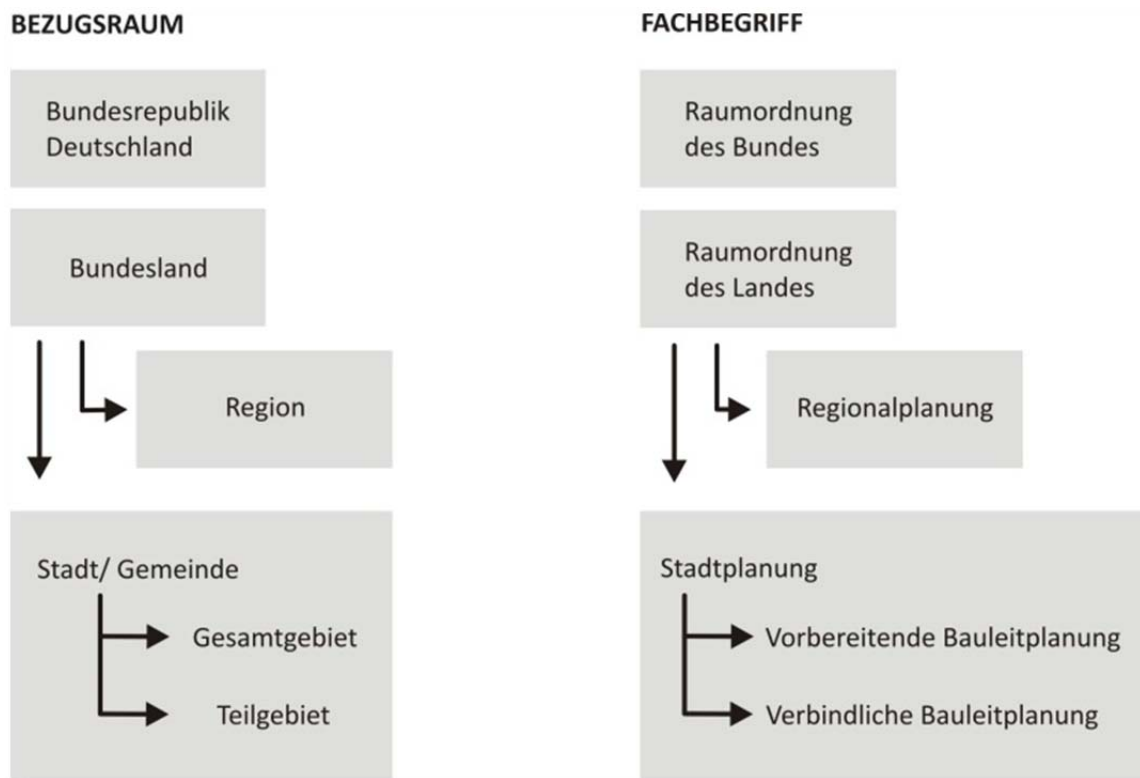 BEZUGSRAUM
Bundesrepublik
Deutschland
Bundesland
Region
Stadt/ Gemeinde
Gesamtgebiet
Teilgebiet
FACHBEGRIFF
Raumordnung
des Bundes
Raumordnung
des Landes
Regionalplanung
Stadtplanung
Vorbereitende Bauleitplanung
Verbindliche Bauleitplanung